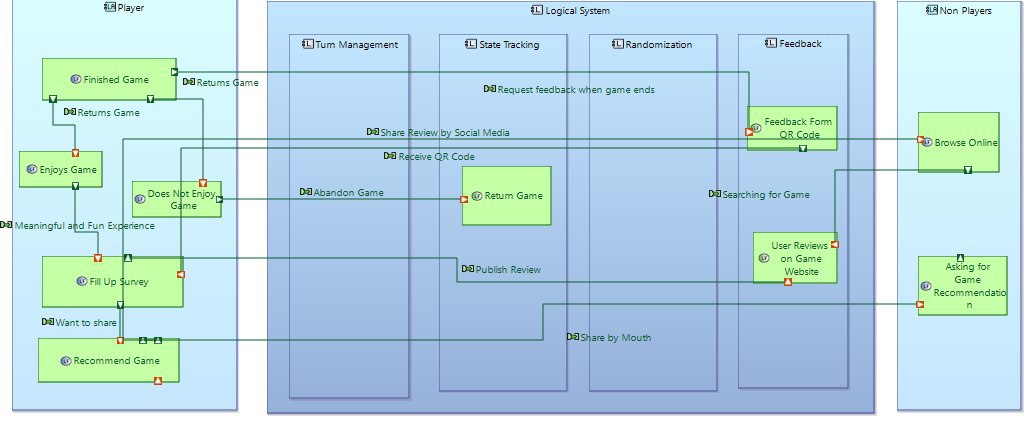 Player
Logical System
Non Players
Turn Management
State Tracking
Randomization
Feedback
Finished Game
Returns Game
Request feedback when game ends
Returns Game
Share Review by Social Media
Feedback Form
QR Code
Browse Online
Receive QR Code
Enjoys Game
Does Not Enjoy
Game
Abandon Game
Return Game
Searching for Game
Meaningful and Fun Experience
User Reviews
on Game
Website
Publish Review
Fill Up Survey
Asking for
Game
Recommendatio
n
Want to share
Share by Mouth
Recommend Game